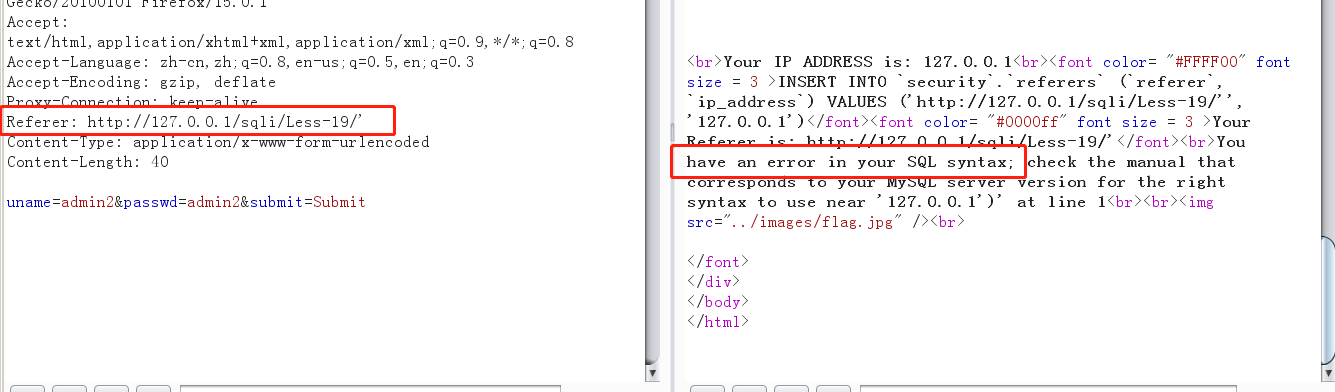 Gecko/20100101 Firefox/15.0.1
Accept:
text/html,application/xhtml+xml,application/xml;q=0.9,*/*;q=0.8
Accept-Language: zh-cn,zh;q=0.8,en-us;q=0.5,en;q=0.3
Accept-Encoding: gzip, deflate
Proxy-Connection: keep-alive
Referer: http://127.0.0.1/sqli/Less-19/'
Content-Type: application/x-www-form-urlencoded
Content-Length: 40
uname=admin2&passwd=admin2&submit=Submit
<br>Your IP ADDRESS is: 127.0.0.1<br><font color= "#FFFF00" font
size = 3 >INSERT INTO `security`.`referers` (`referer`,
`ip_address`) VALUES ('http://127.0.0.1/sqli/Less-19/'',
'127.0.0.1')</font><font color= "#0000ff" font size = 3 >Your
Referer is: http://127.0.0.1/sqli/Less-19/'</font><br>You
have an error in your SQL syntax; check the manual that
corresponds to your MySQL server version for the right
syntax to use near '127.0.0.1')' at line 1<br><br><img
src="../images/flag.jpg" /><br>
</font>
</div>
</body>
</html>